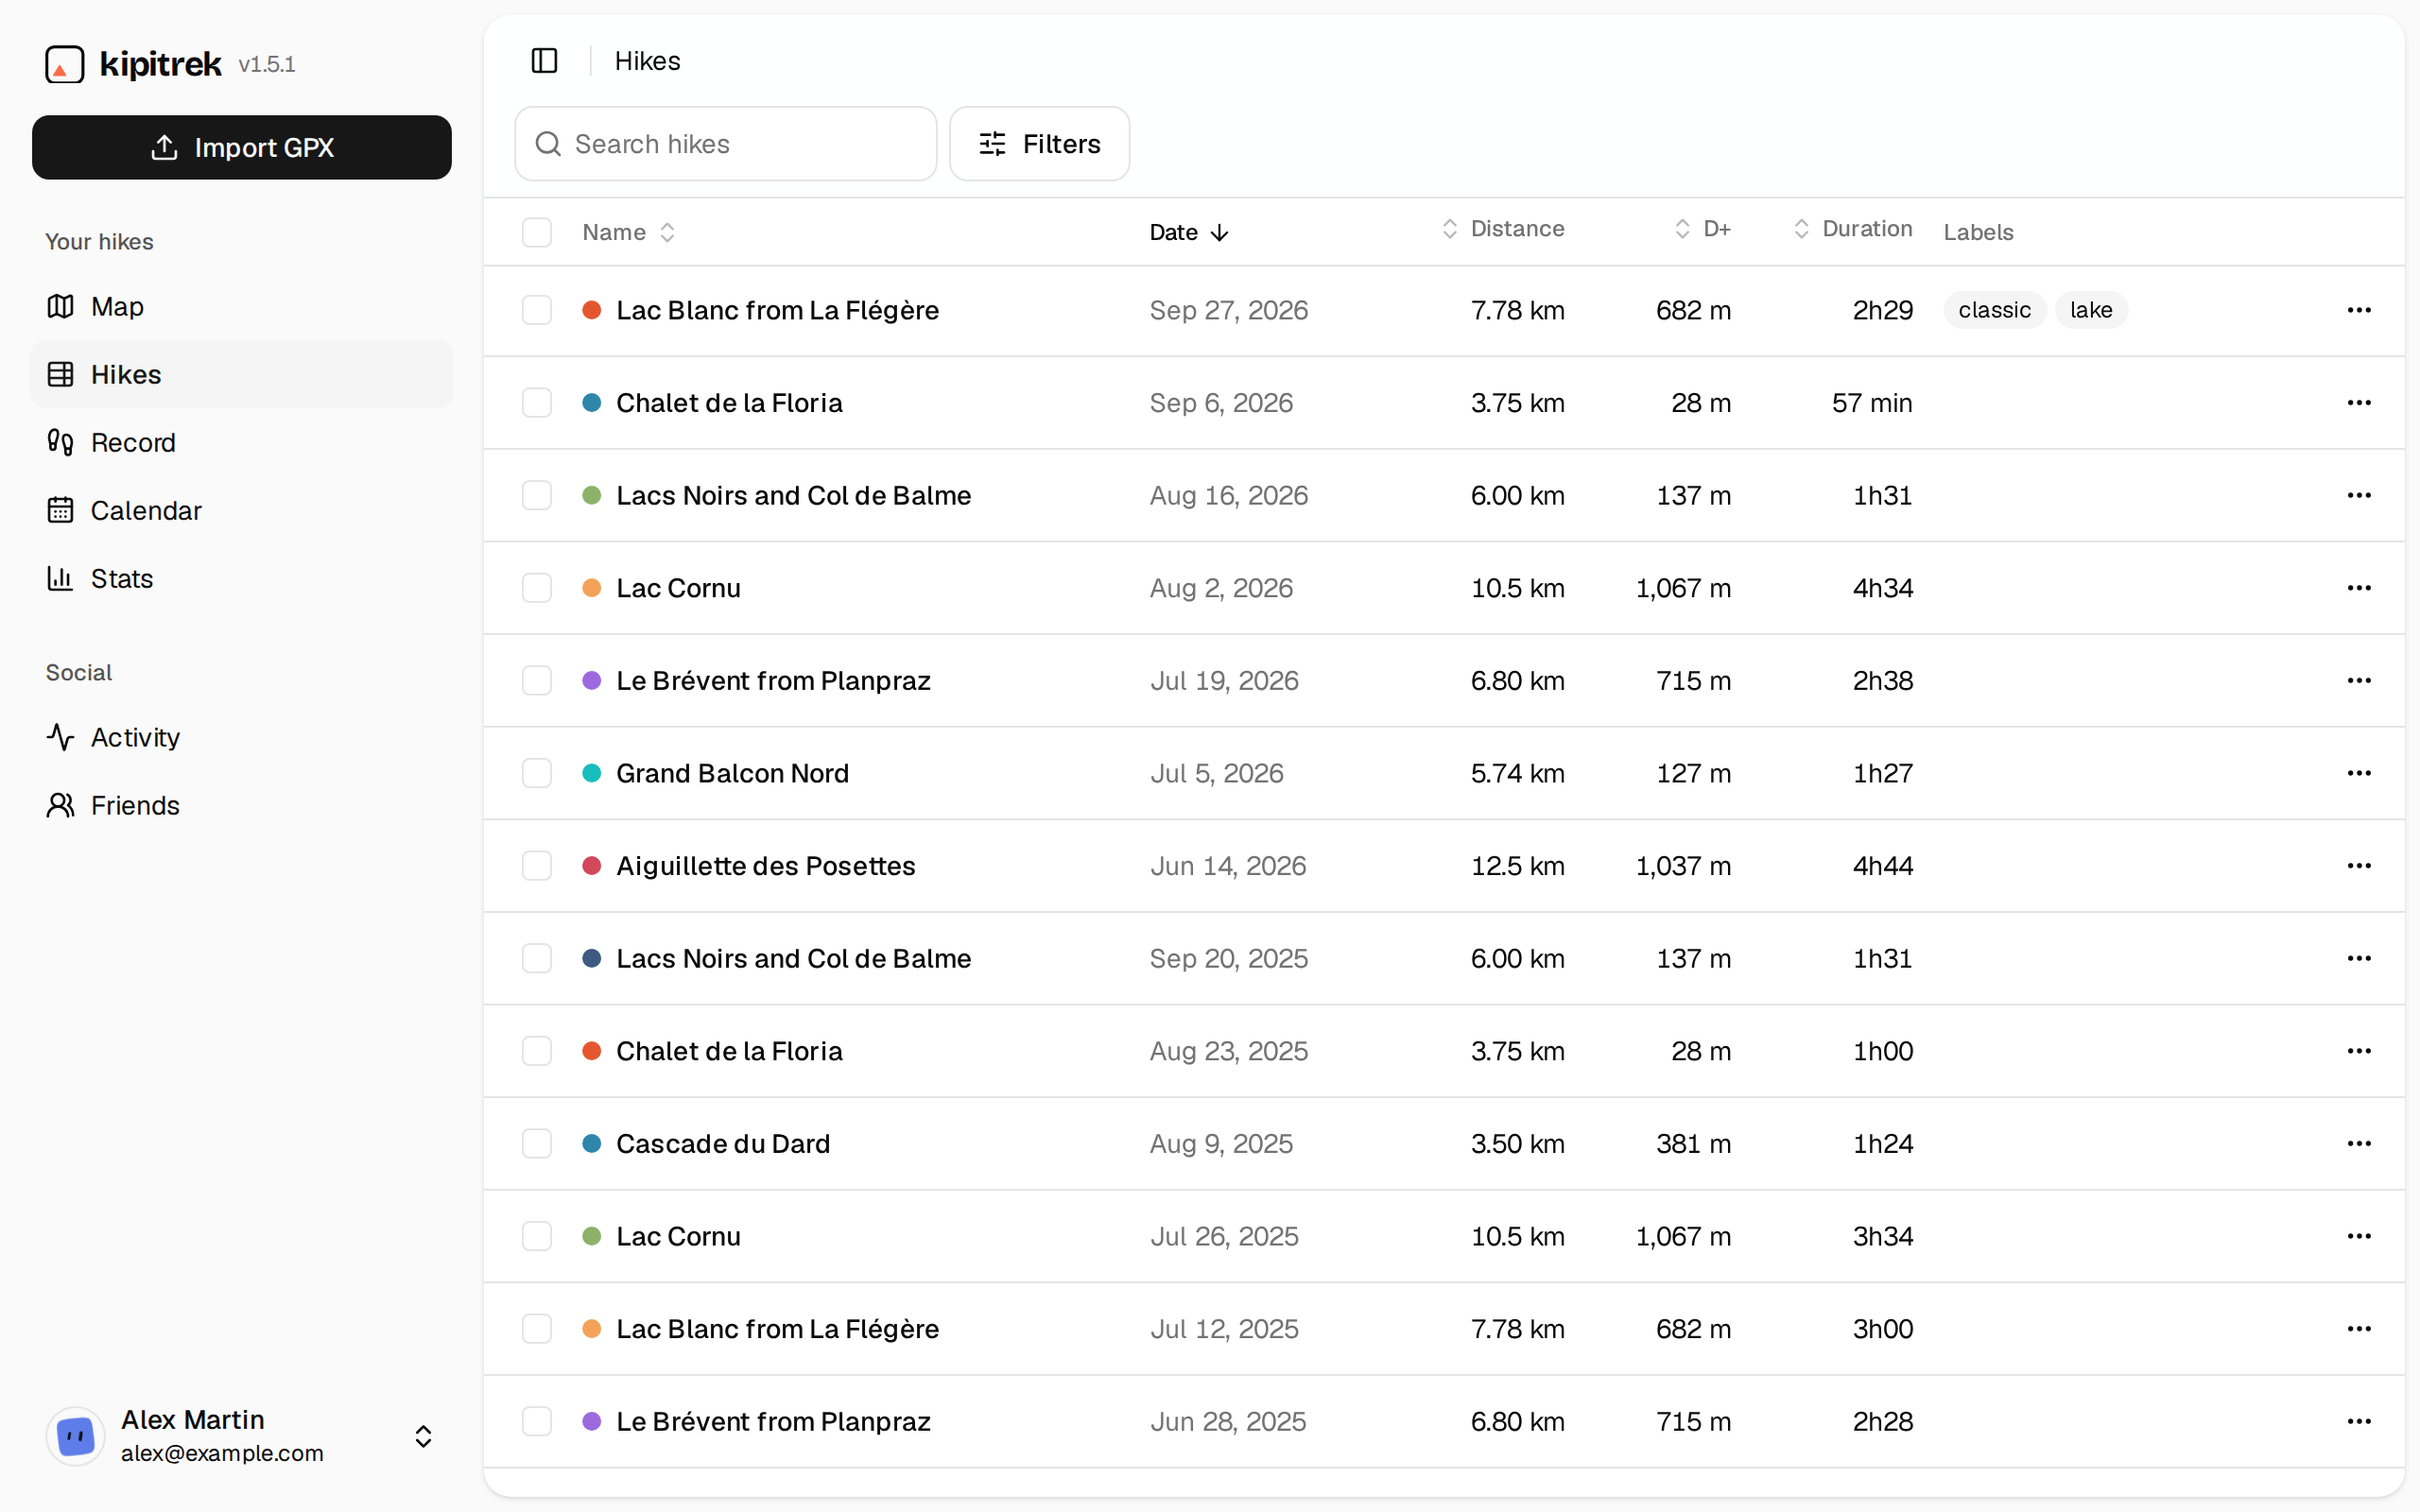 kipitrek v1.5.1
Import GPX
Your hikes
Map
Hikes
Record
Calendar
Stats
Social
Activity
Friends
Alex Martin
alex@example.com
Hikes
Search hikes
Filters
Name Date Distance D+ Duration Labels
Lac Blanc from La Flégère Sep 27, 2026 7.78 km 682 m 2h29 classic lake
Chalet de la Floria Sep 6, 2026 3.75 km 28 m 57 min
Lacs Noirs and Col de Balme Aug 16, 2026 6.00 km 137 m 1h31
Lac Cornu Aug 2, 2026 10.5 km 1,067 m 4h34
Le Brévent from Planpraz Jul 19, 2026 6.80 km 715 m 2h38
Grand Balcon Nord Jul 5, 2026 5.74 km 127 m 1h27
Aiguillette des Posettes Jun 14, 2026 12.5 km 1,037 m 4h44
Lacs Noirs and Col de Balme Sep 20, 2025 6.00 km 137 m 1h31
Chalet de la Floria Aug 23, 2025 3.75 km 28 m 1h00
Cascade du Dard Aug 9, 2025 3.50 km 381 m 1h24
Lac Cornu Jul 26, 2025 10.5 km 1,067 m 3h34
Lac Blanc from La Flégère Jul 12, 2025 7.78 km 682 m 3h00
Le Brévent from Planpraz Jun 28, 2025 6.80 km 715 m 2h28